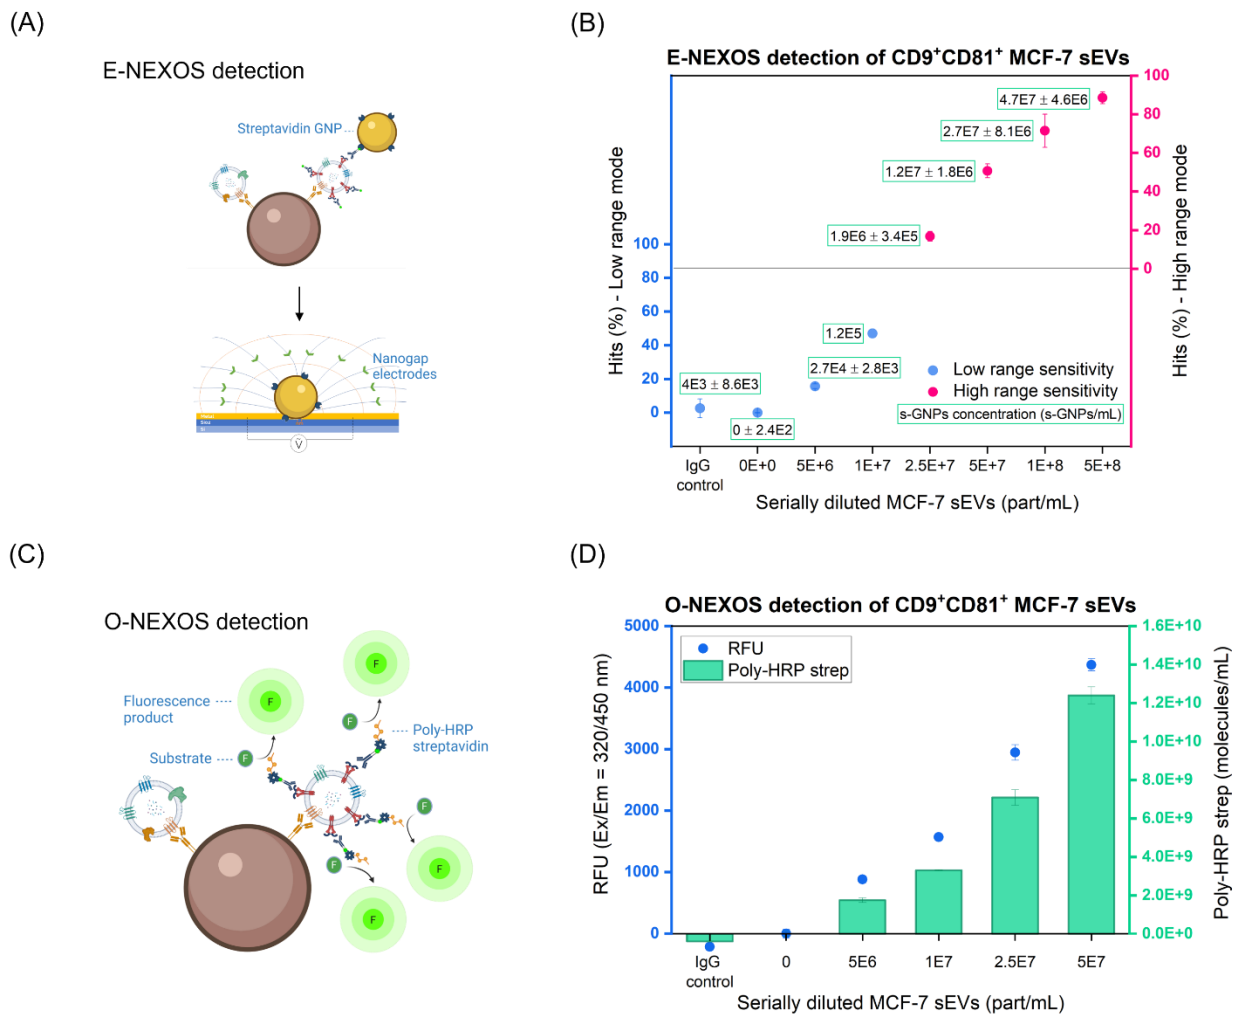 (A)
E-NEXOS detection
Streptavidin GNP
Nanogap
electrodes
Silica
Si
V
(B)
E-NEXOS detection of CD9⁺CD81⁺ MCF-7 sEVs
Hits (%) - Low range mode
100
80
60
40
20
0
Hits (%) - High range mode
100
80
60
40
20
0
4.7E7 ± 4.6E6
2.7E7 ± 8.1E6
1.2E7 ± 1.8E6
1.9E6 ± 3.4E5
1.2E5
2.7E4 ± 2.8E3
4E3 ± 8.6E3
0 ± 2.4E2
Low range sensitivity
High range sensitivity
s-GNPs concentration (s-GNPs/mL)
IgG
control
0E+0
5E+6
1E+7
2.5E+7
5E+7
1E+8
5E+8
Serially diluted MCF-7 sEVs (part/mL)
(C)
O-NEXOS detection
Fluorescence
product
Substrate
Poly-HRP
streptavidin
F
F
F
F
F
F
F
F
(D)
O-NEXOS detection of CD9⁺CD81⁺ MCF-7 sEVs
RFU (Ex/Em = 320/450 nm)
5000
4000
3000
2000
1000
0
RFU
Poly-HRP strep
Poly-HRP strep (molecules/mL)
1.6E+10
1.4E+10
1.2E+10
1.0E+10
8.0E+9
6.0E+9
4.0E+9
2.0E+9
0.0E+0
IgG
control
0
5E6
1E7
2.5E7
5E7
Serially diluted MCF-7 sEVs (part/mL)